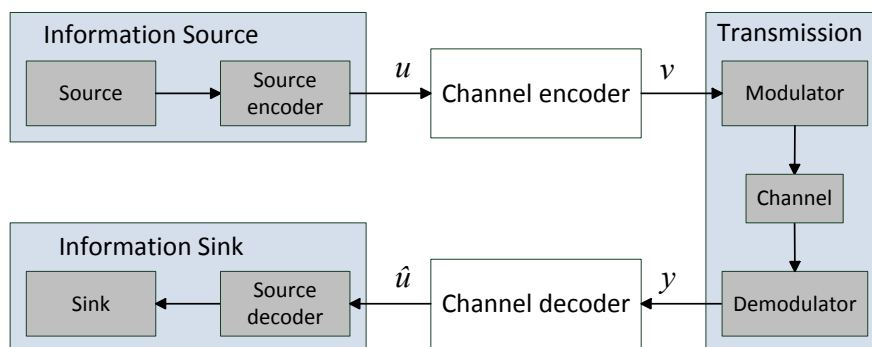 Information Source
Transmission
Source
Source
encoder
u
Channel encoder
v
Modulator
Channel
Information Sink
Sink
Source
decoder
û
Channel decoder
y
Demodulator